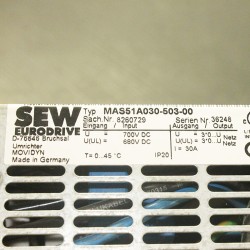 Typ MAS51A030-503-00
SEW
EURODRIVE
Sach.Nr. 8260729 Serien Nr. 36248
Eingang / Input Ausgang / Output
D-76646 Bruchsal U = 700V DC U = 3*0...U Netz
Umrichter U(UL) = 680V DC U(UL) = 3*0...U Netz
MOVIDYN I = 30A
Made in Germany T= 0...45 °C IP20